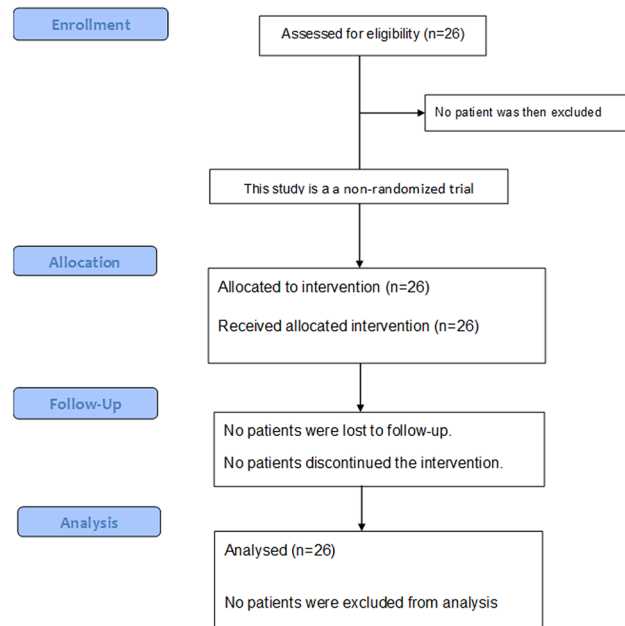 Enrollment
Assessed for eligibility (n=26)
No patient was then excluded
This study is a a non-randomized trial
Allocation
Allocated to intervention (n=26)
Received allocated intervention (n=26)
Follow-Up
No patients were lost to follow-up.
No patients discontinued the intervention.
Analysis
Analysed (n=26)
No patients were excluded from analysis